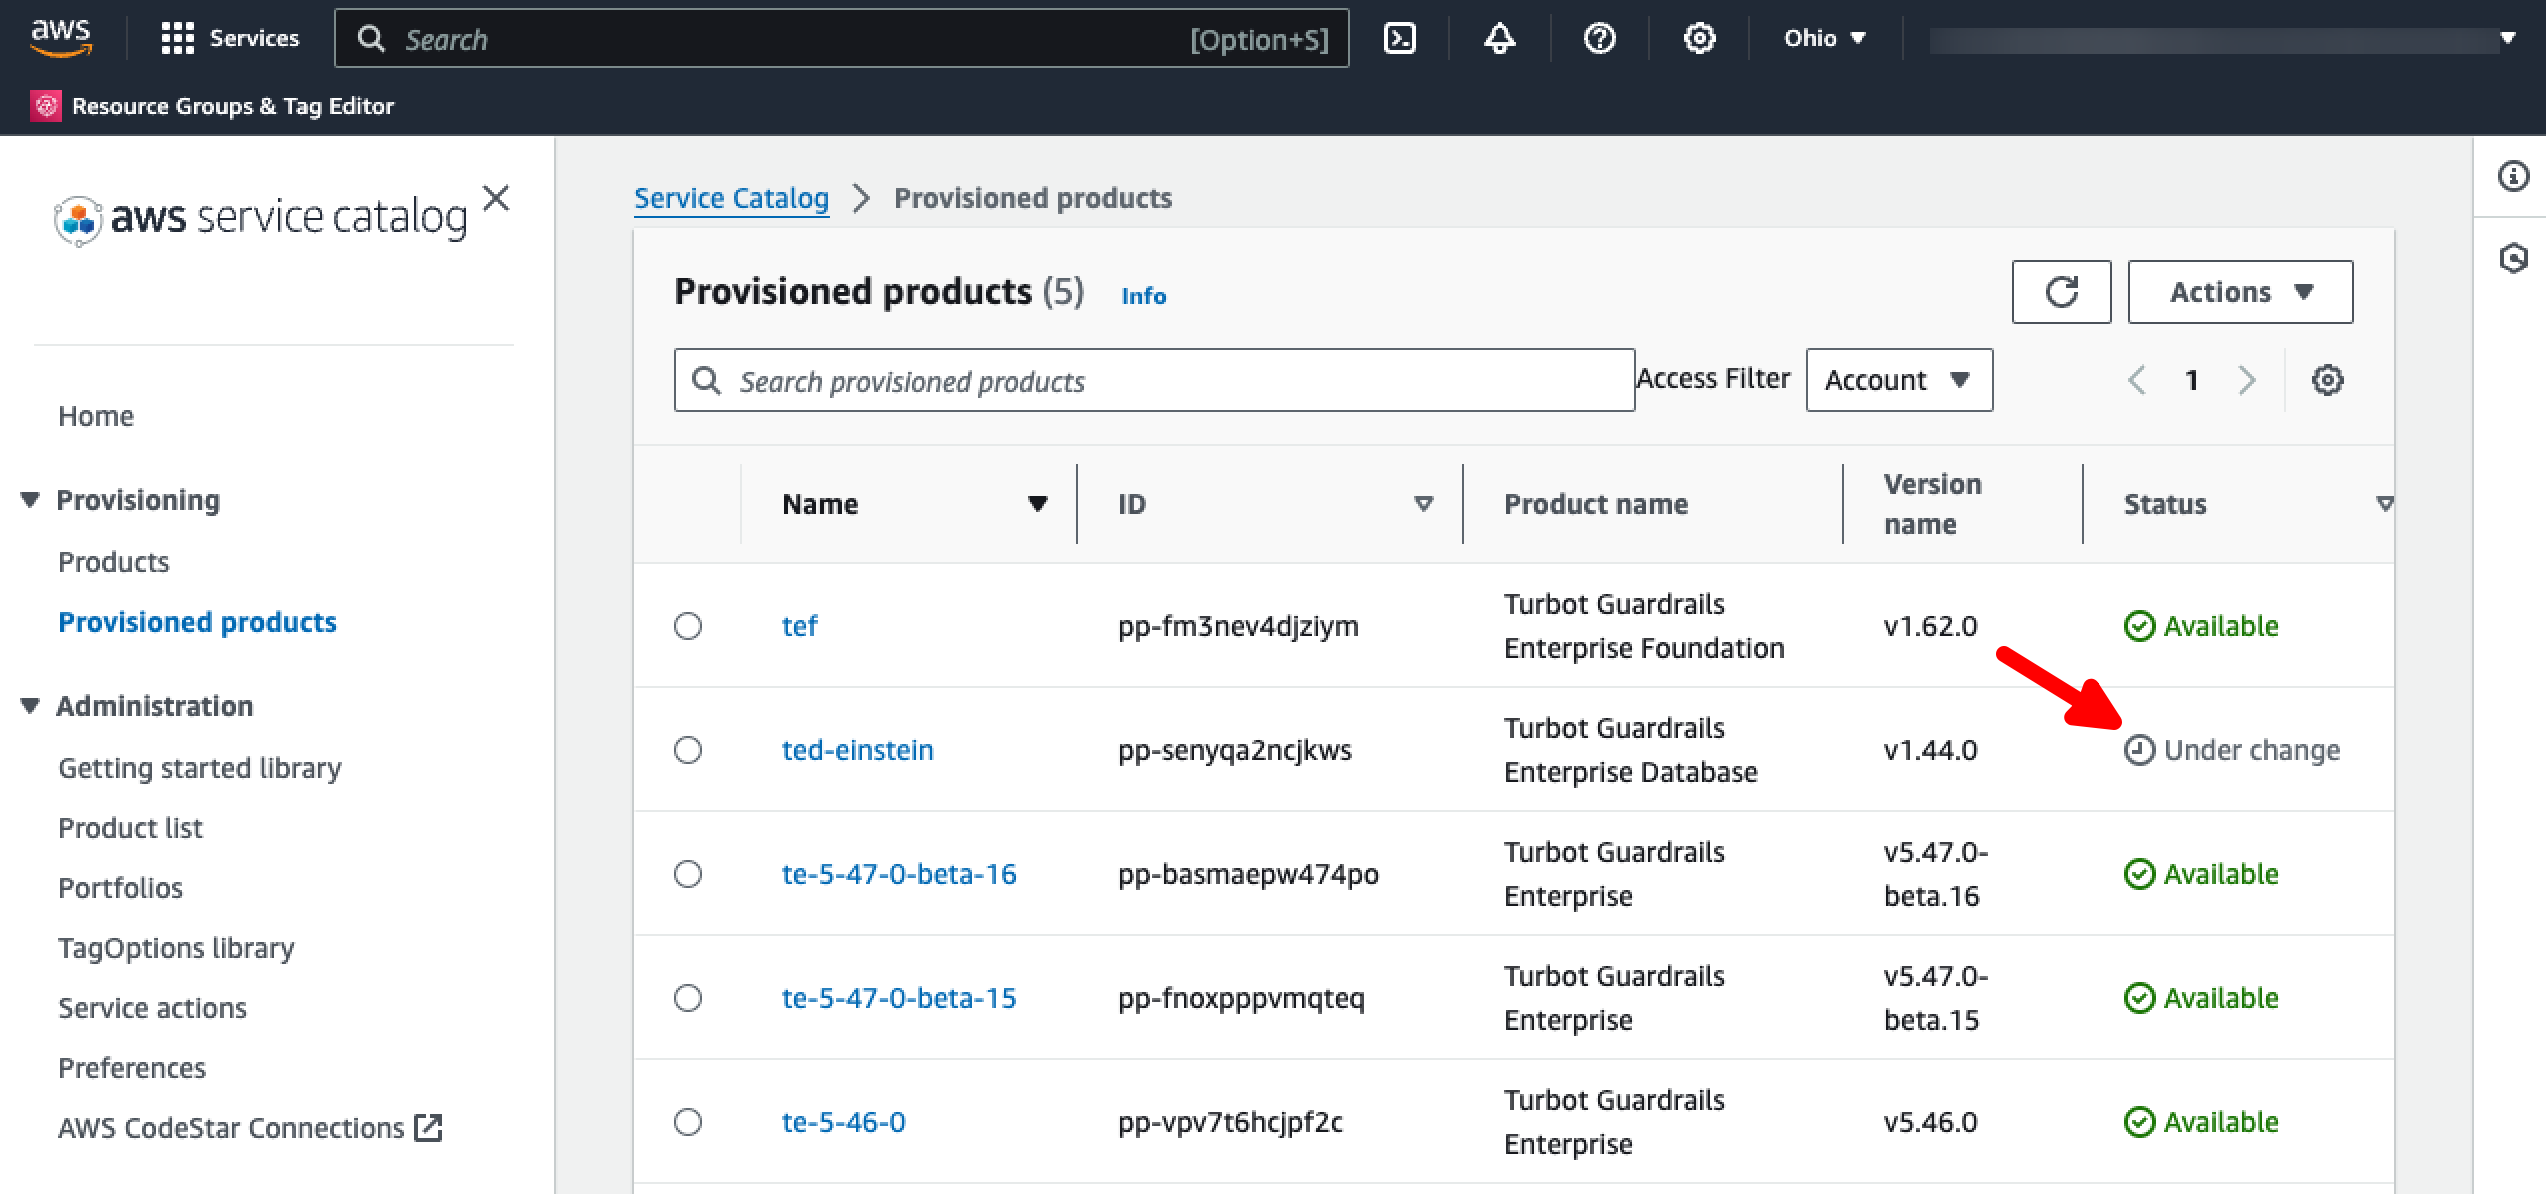 aws
Services
Search
[Option+S]
Ohio
Resource Groups & Tag Editor
aws service catalog
Home
Provisioning
Products
Provisioned products
Administration
Getting started library
Product list
Portfolios
TagOptions library
Service actions
Preferences
AWS CodeStar Connections
Service Catalog
Provisioned products
Provisioned products (5)
Info
Actions
Search provisioned products
Access Filter
Account
1
Name
ID
Product name
Version
name
Status
tef
pp-fm3nev4djziym
Turbot Guardrails
Enterprise Foundation
v1.62.0
Available
ted-einstein
pp-senyqa2ncjkws
Turbot Guardrails
Enterprise Database
v1.44.0
Under change
te-5-47-0-beta-16
pp-basmaepw474po
Turbot Guardrails
Enterprise
v5.47.0-
beta.16
Available
te-5-47-0-beta-15
pp-fnoxpppvmqteq
Turbot Guardrails
Enterprise
v5.47.0-
beta.15
Available
te-5-46-0
pp-vpv7t6hcjpf2c
Turbot Guardrails
Enterprise
v5.46.0
Available